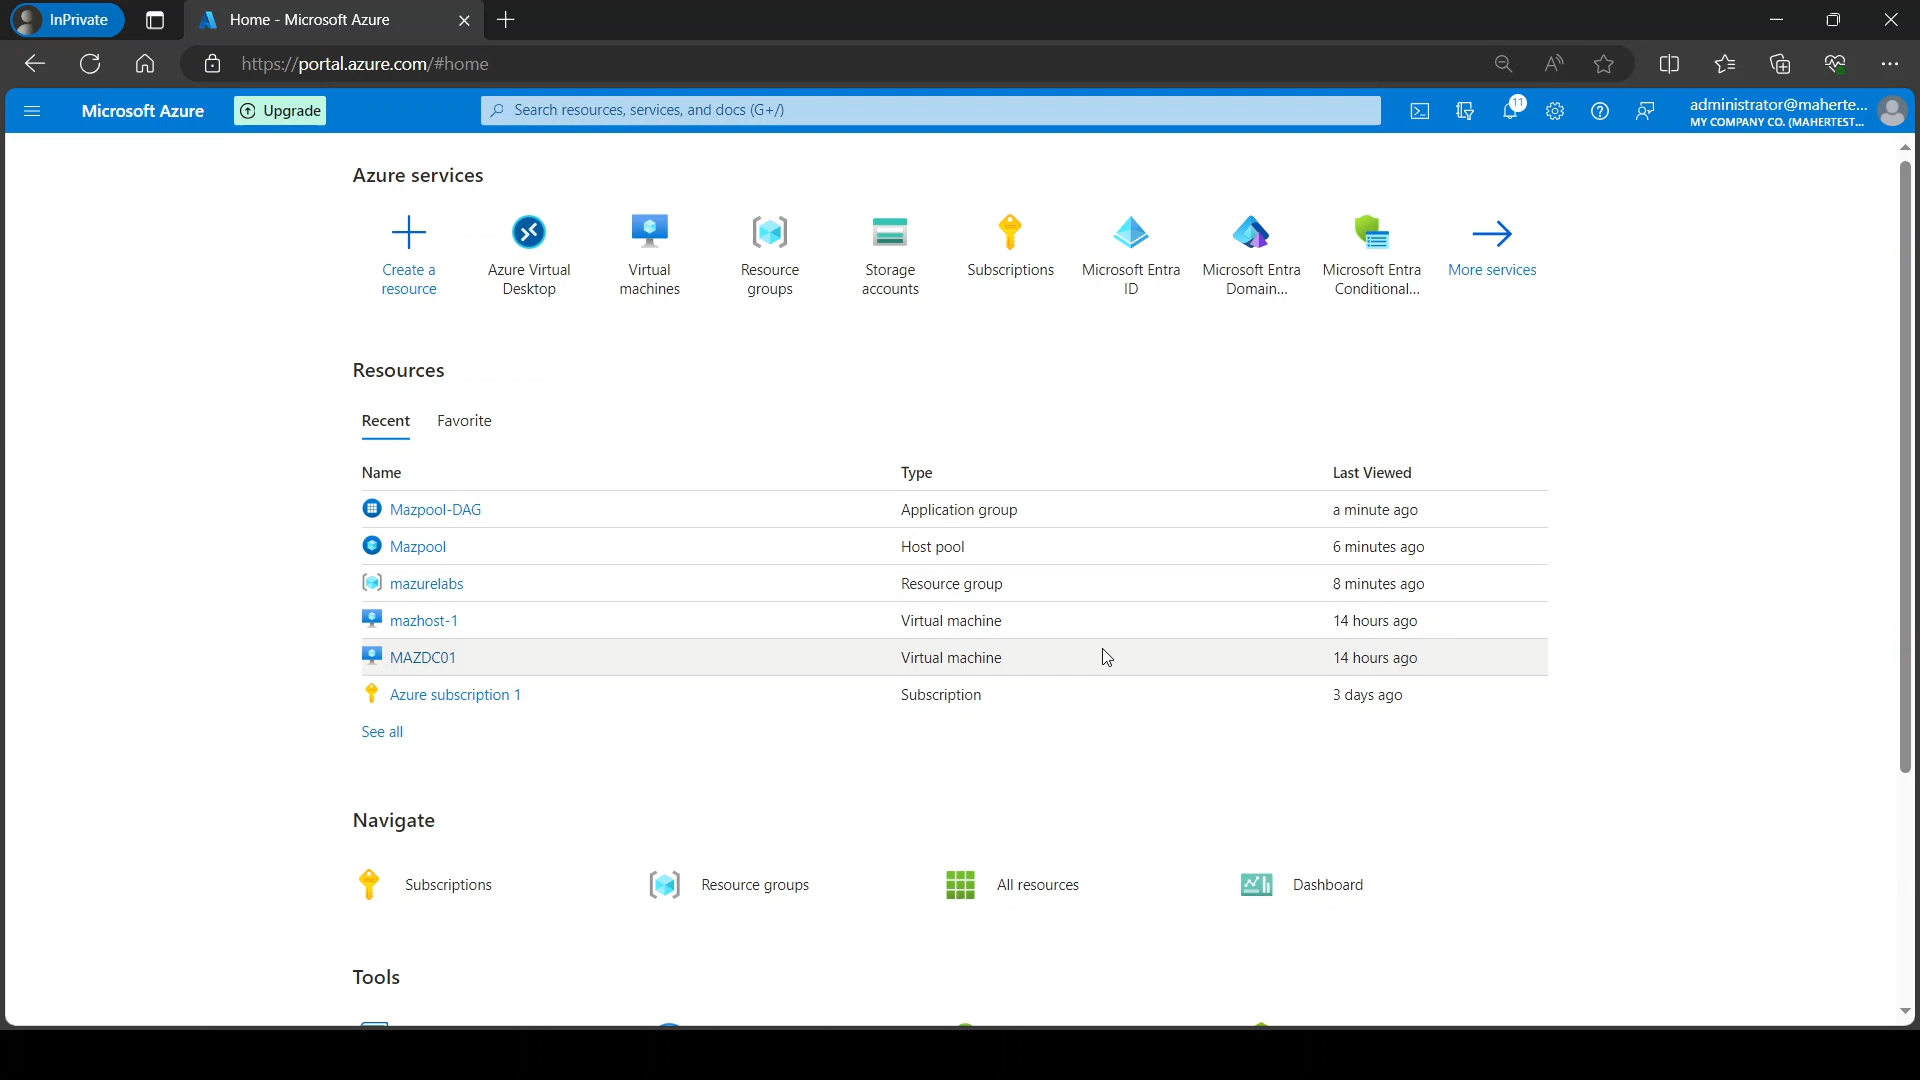 InPrivate
Home - Microsoft Azure
https://portal.azure.com/#home
Microsoft Azure
Upgrade
Search resources, services, and docs (G+/)
11
administrator@maherte...
MY COMPANY CO. (MAHERTEST...
Azure services
Create a
resource
Azure Virtual
Desktop
Virtual
machines
Resource
groups
Storage
accounts
Subscriptions
Microsoft Entra
ID
Microsoft Entra
Domain...
Microsoft Entra
Conditional...
More services
Resources
Recent Favorite
Name Type Last Viewed
Mazpool-DAG Application group a minute ago
Mazpool Host pool 6 minutes ago
mazurelabs Resource group 8 minutes ago
mazhost-1 Virtual machine 14 hours ago
MAZDC01 Virtual machine 14 hours ago
Azure subscription 1 Subscription 3 days ago
See all
Navigate
Subscriptions Resource groups All resources Dashboard
Tools